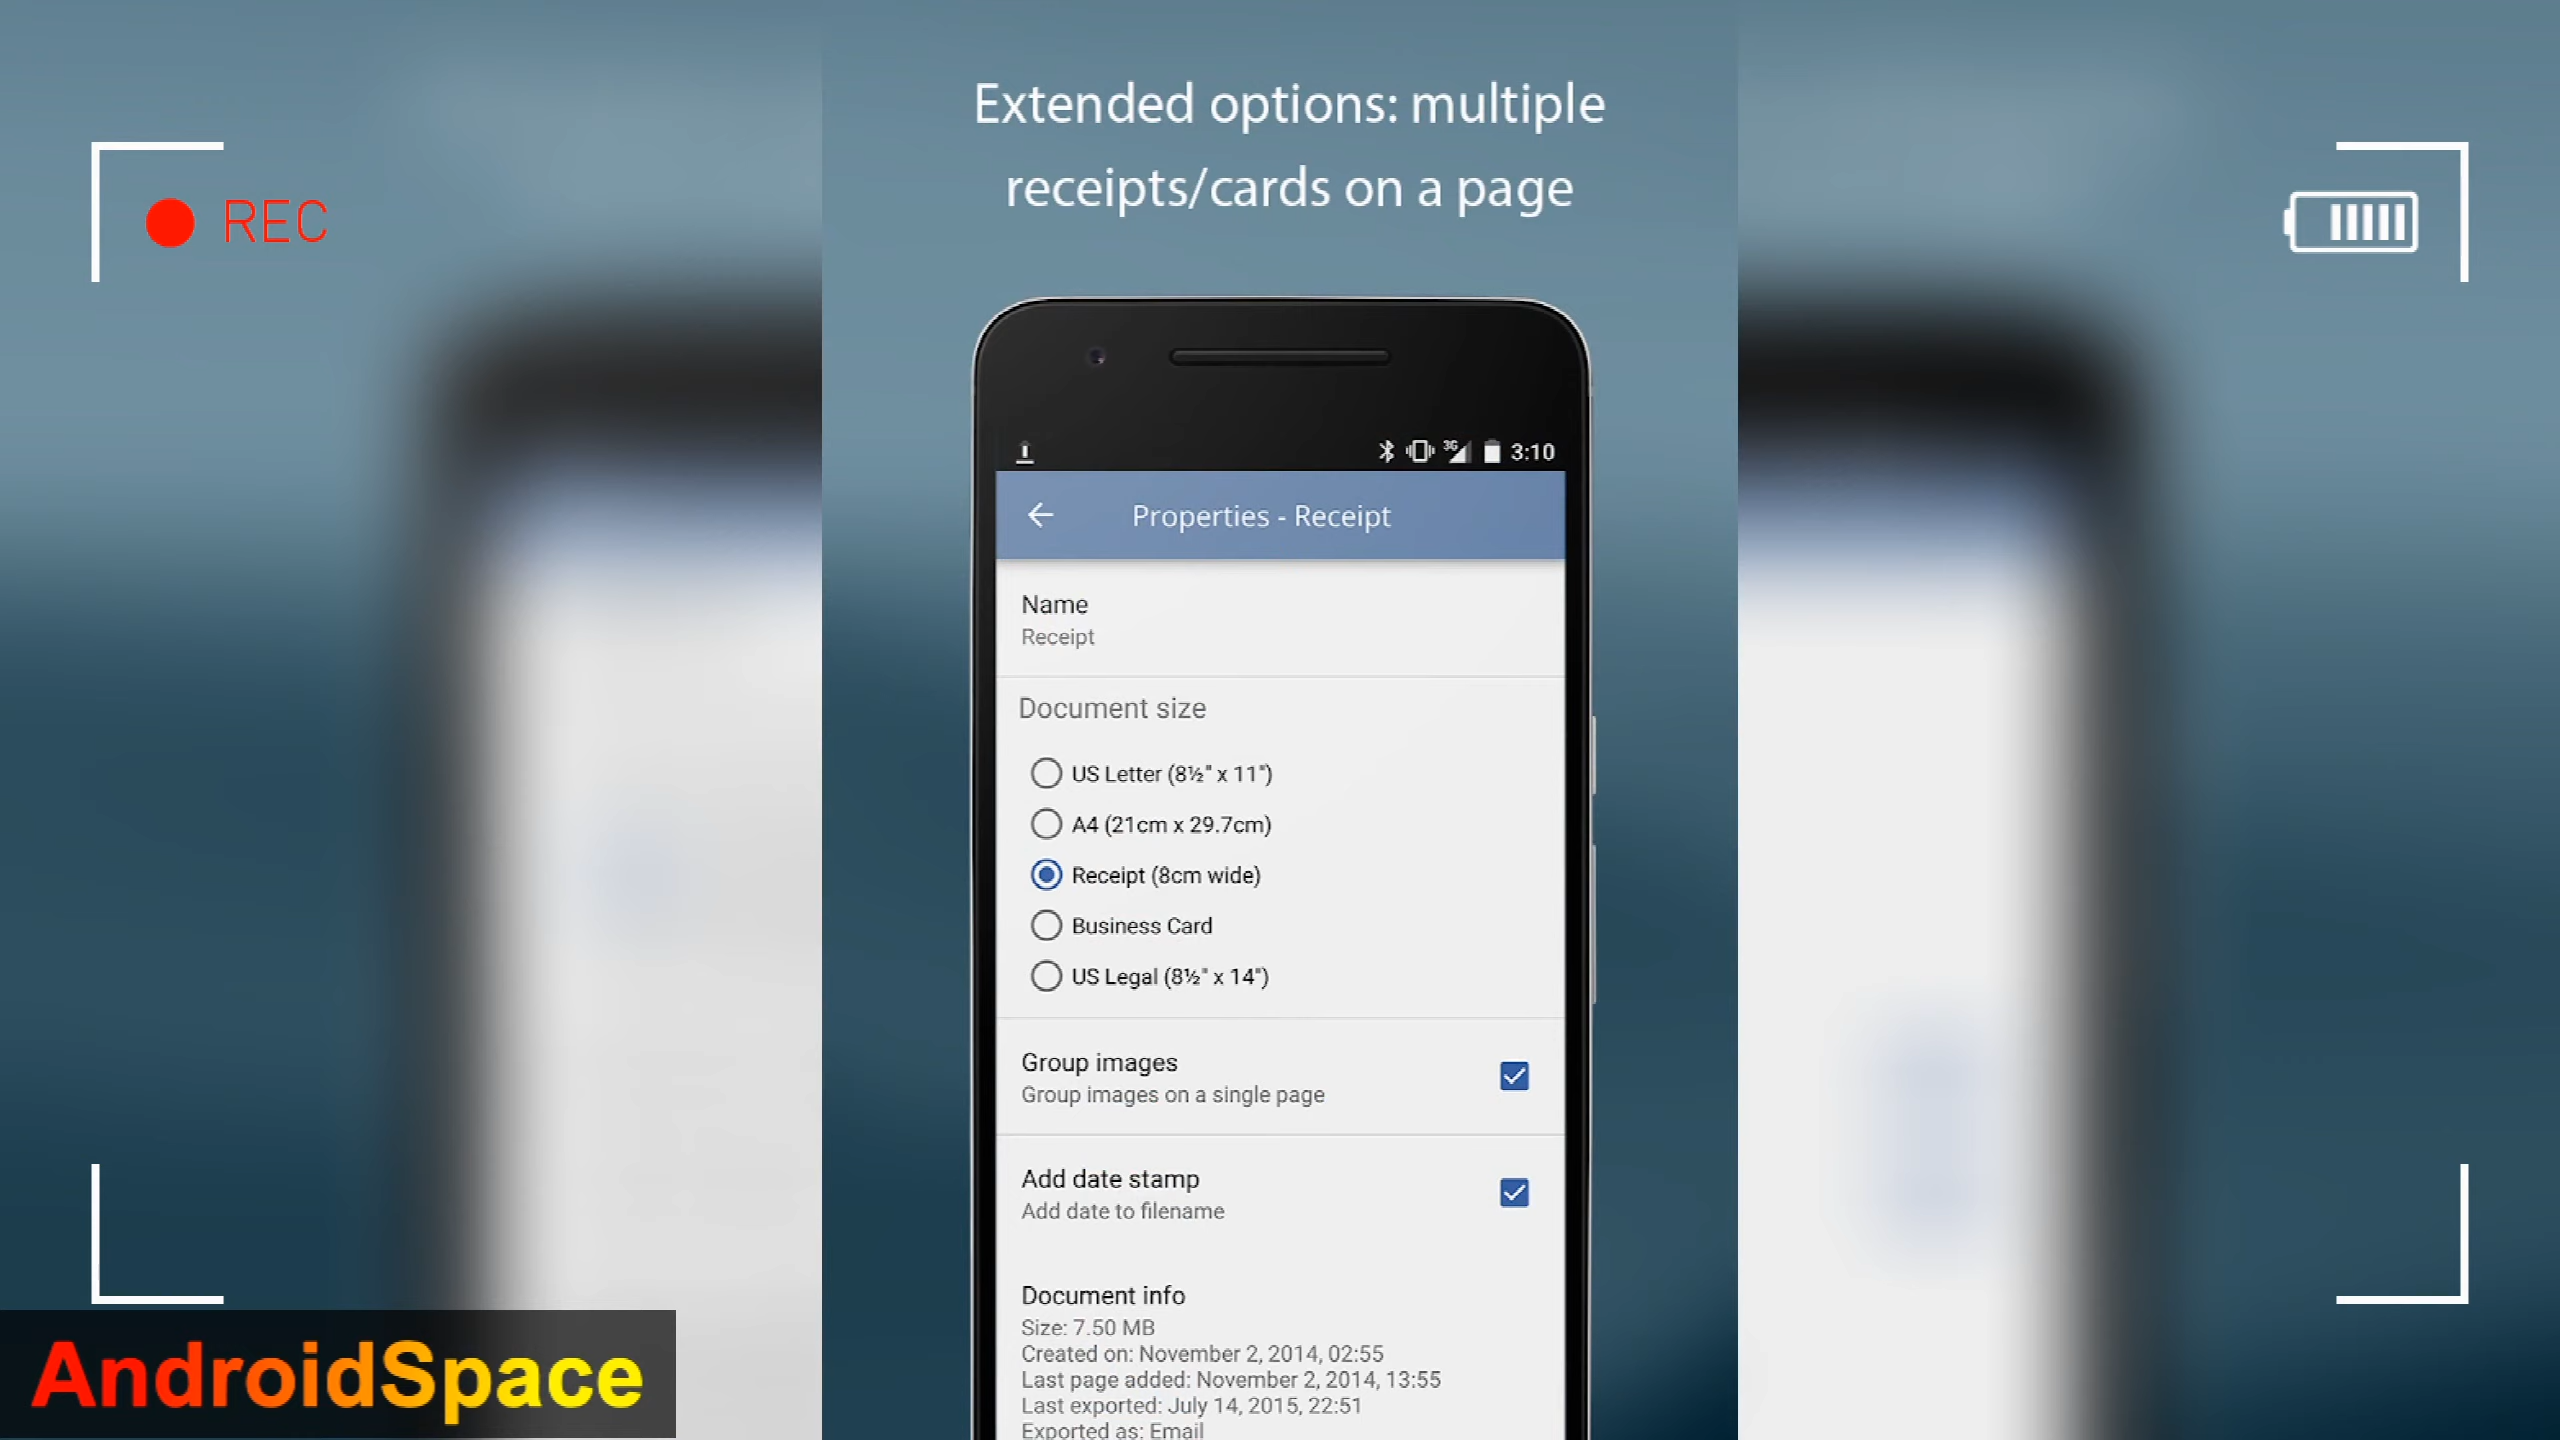 Extended options: multiple
receipts/cards on a page
REC
3G 3:10
Properties - Receipt
Name
Receipt
Document size
US Letter (8½" x 11")
A4 (21cm x 29.7cm)
Receipt (8cm wide)
Business Card
US Legal (8½" x 14")
Group images
Group images on a single page
Add date stamp
Add date to filename
Document info
Size: 7.50 MB
Created on: November 2, 2014, 02:55
Last page added: November 2, 2014, 13:55
Last exported: July 14, 2015, 22:51
Exported as: Email
AndroidSpace